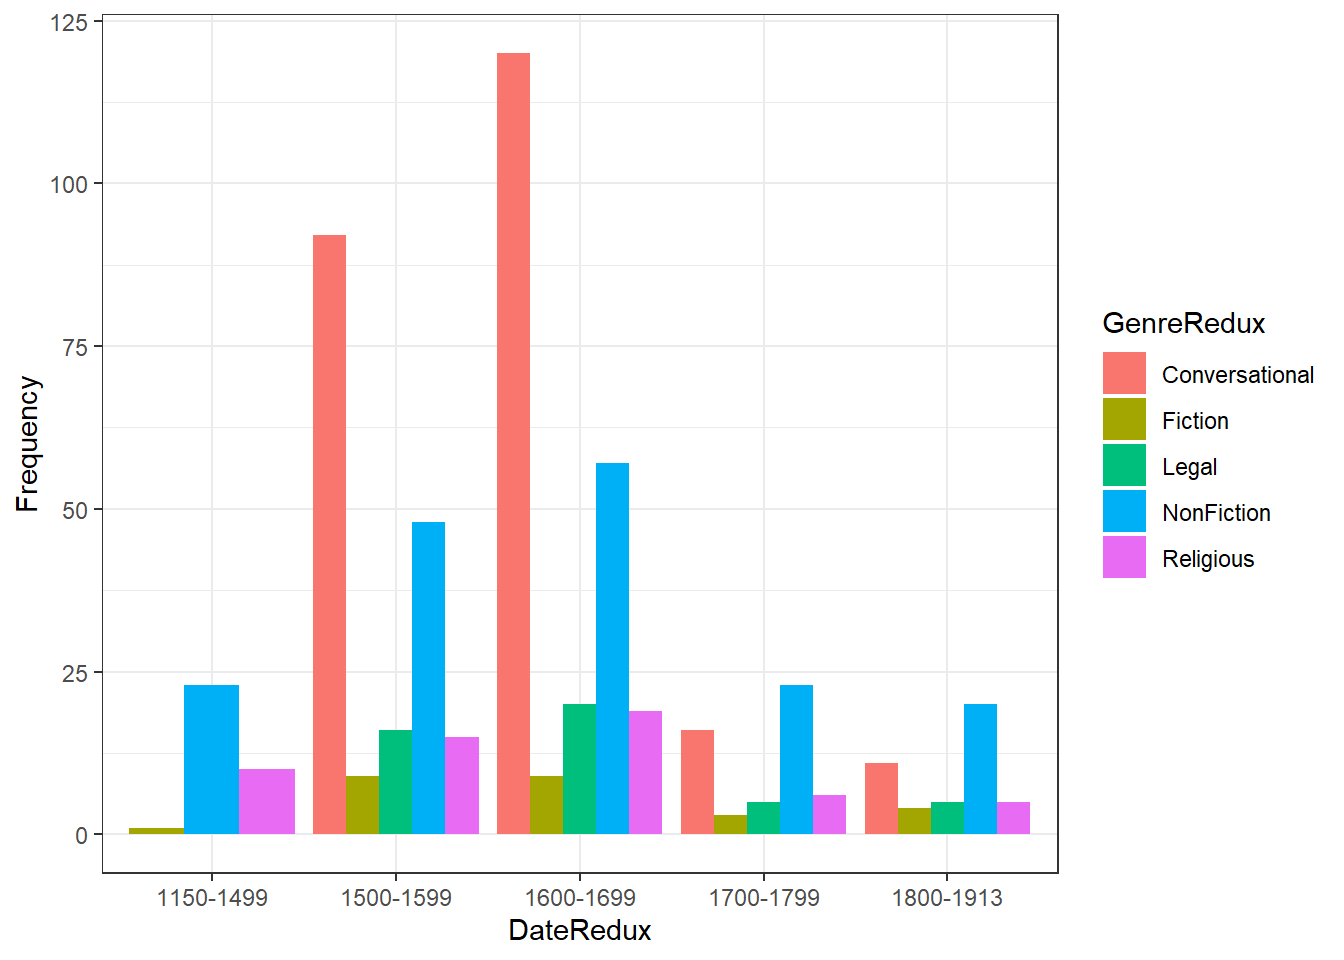 125
100
75
50
25
0
Frequency
1150-1499
1500-1599
1600-1699
1700-1799
1800-1913
DateRedux
GenreRedux
Conversational
Fiction
Legal
NonFiction
Religious